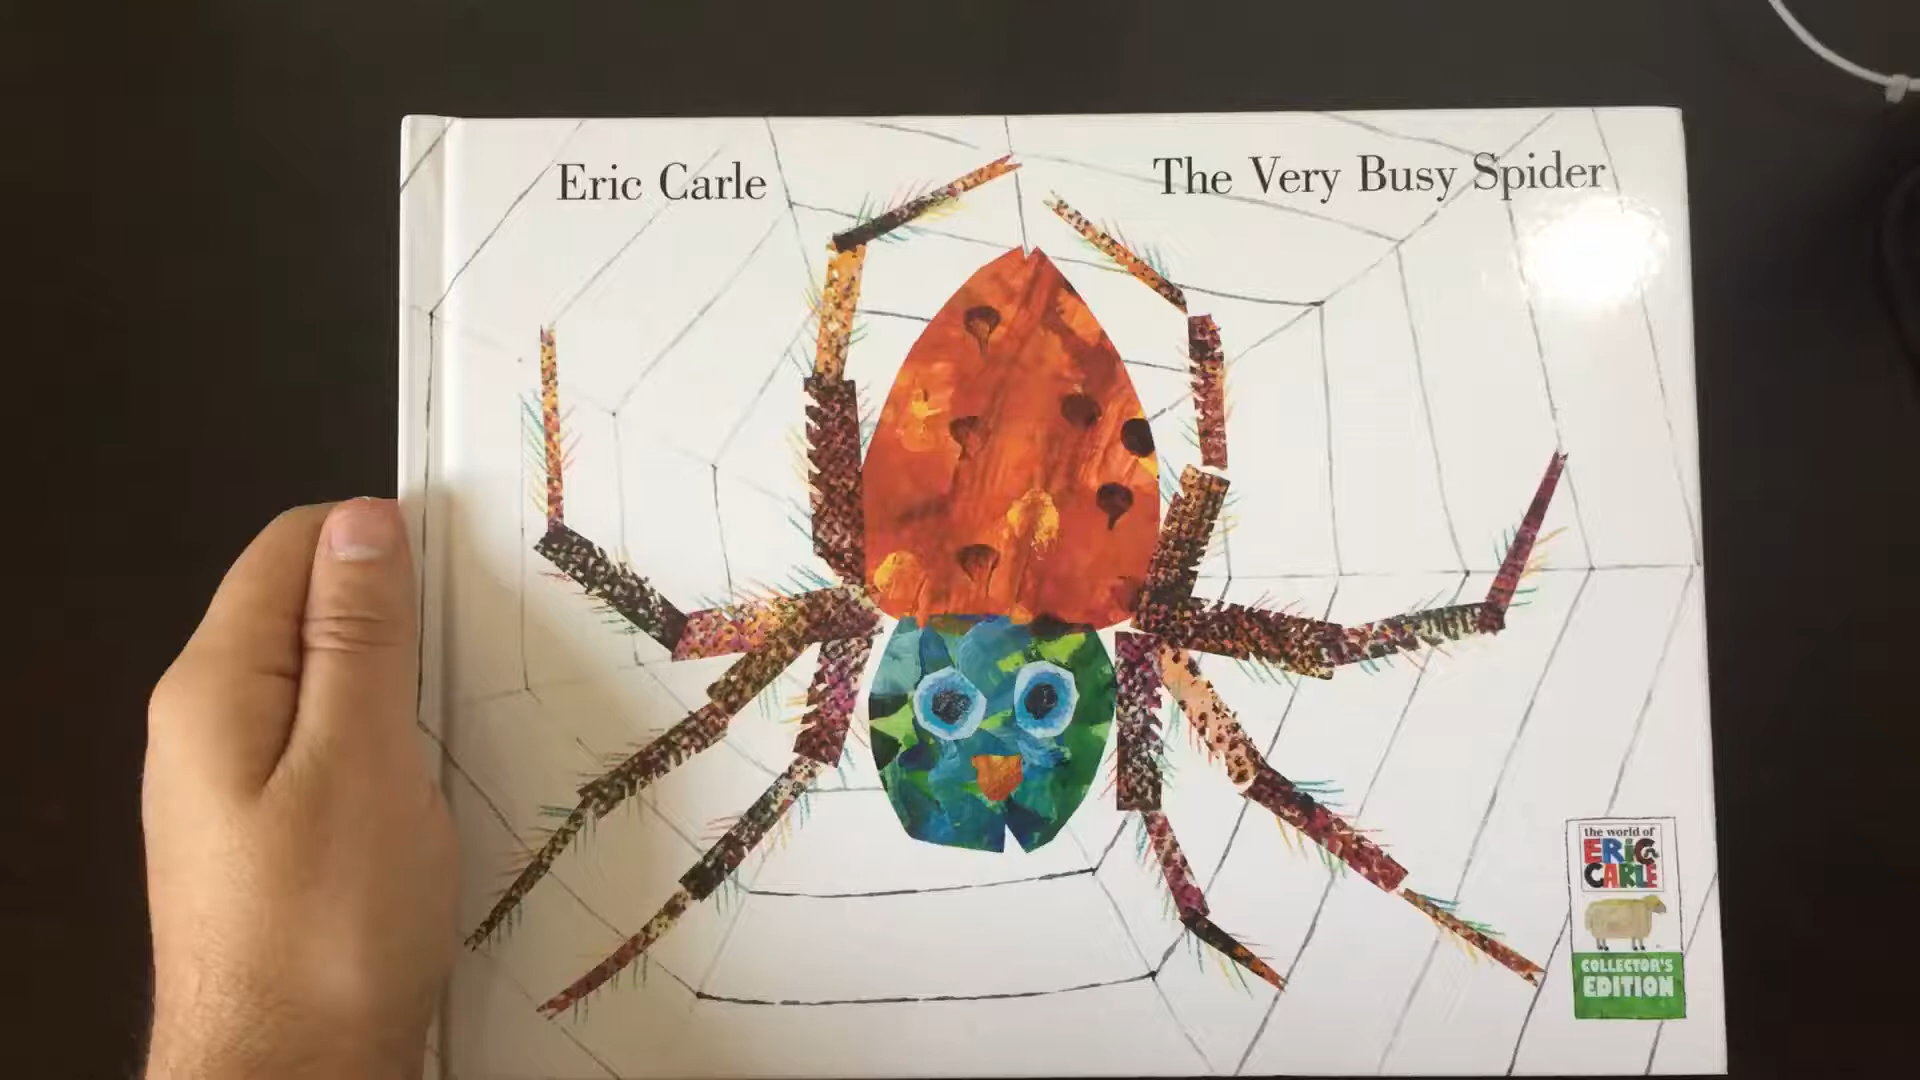 Eric Carle
The Very Busy Spider
the world of
ERIC
CARLE
COLLECTOR'S
EDITION